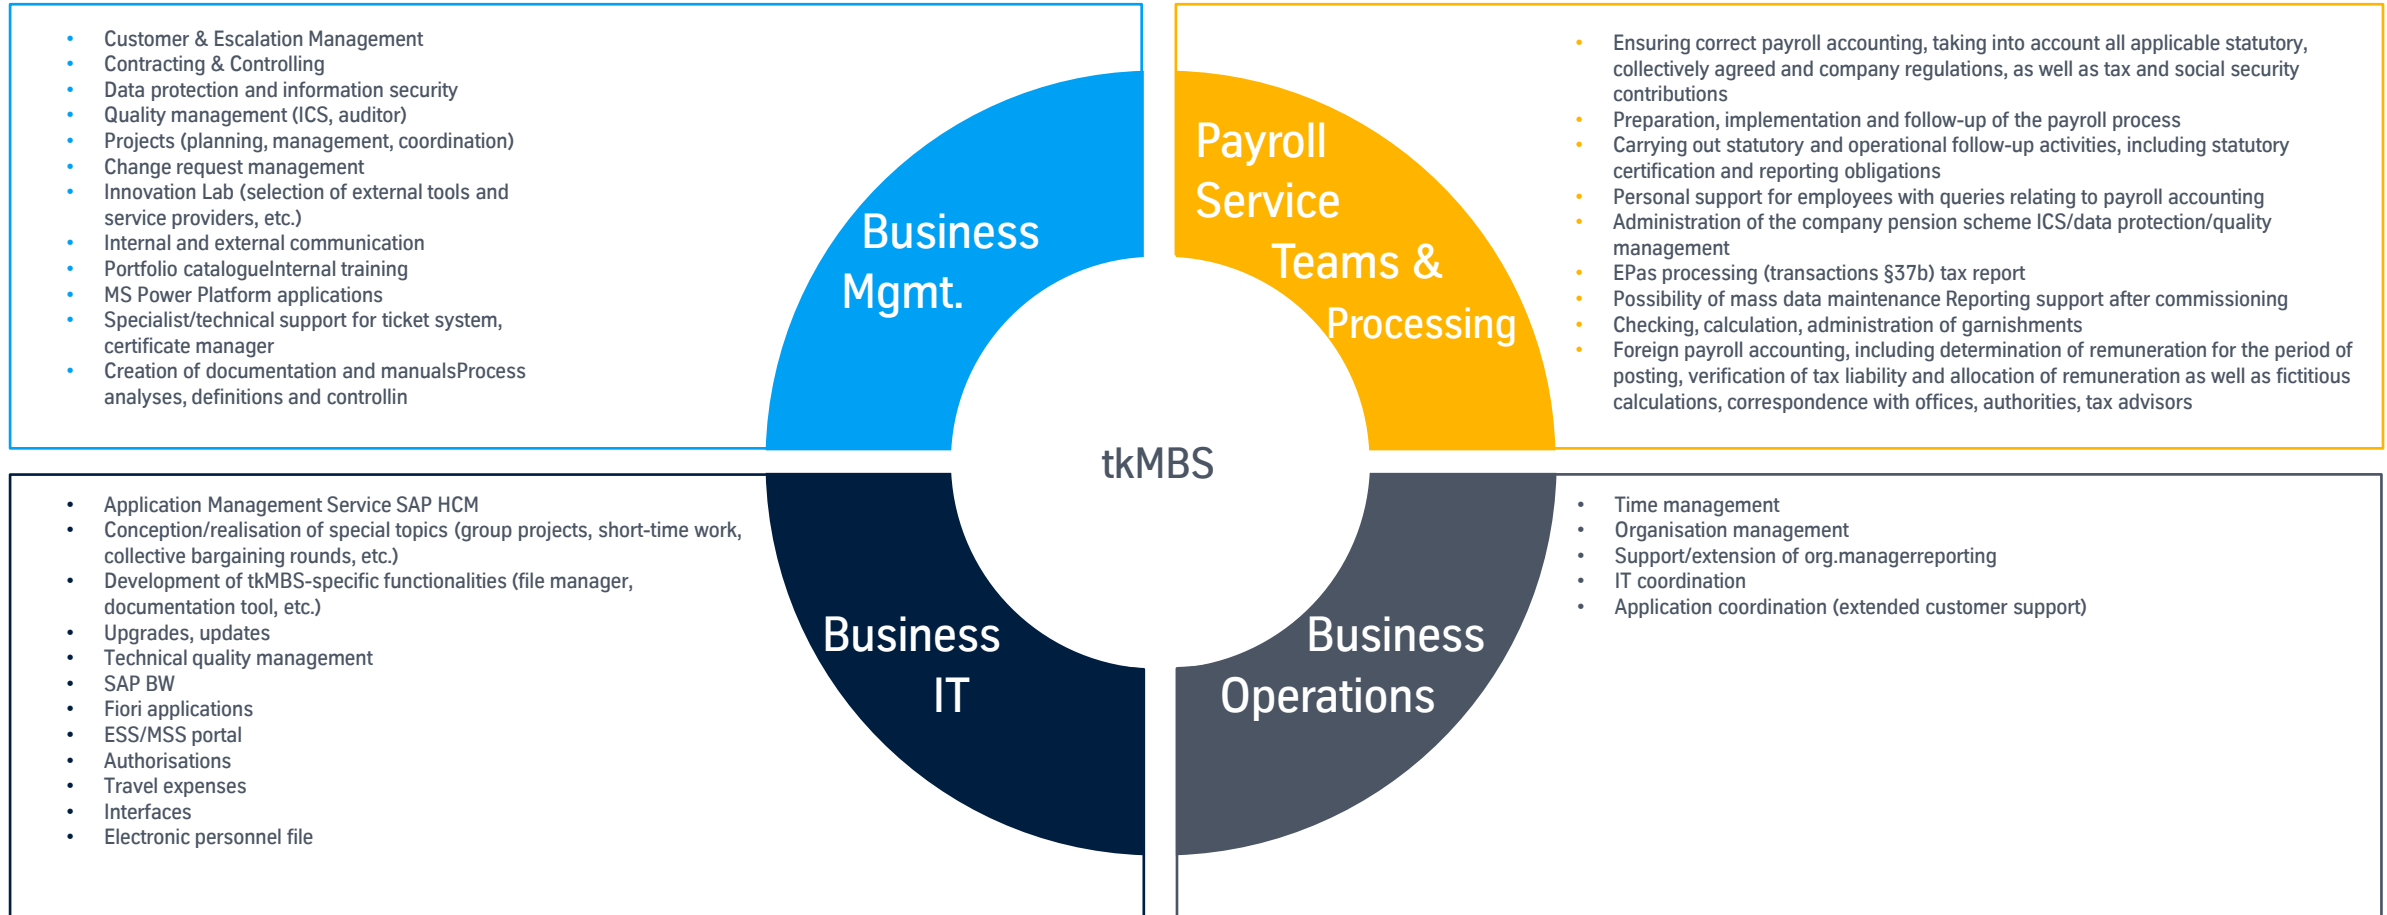 • Customer & Escalation Management
• Contracting & Controlling
• Data protection and information security
• Quality management (ICS, auditor)
• Projects (planning, management, coordination)
• Change request management
• Innovation Lab (selection of external tools and
service providers, etc.)
• Internal and external communication
• Portfolio catalogueInternal training
• MS Power Platform applications
• Specialist/technical support for ticket system,
certificate manager
• Creation of documentation and manualsProcess
analyses, definitions and controllin
Business
Mgmt.
Payroll
Service
Teams &
Processing
• Ensuring correct payroll accounting, taking into account all applicable statutory,
collectively agreed and company regulations, as well as tax and social security
contributions
• Preparation, implementation and follow-up of the payroll process
• Carrying out statutory and operational follow-up activities, including statutory
certification and reporting obligations
• Personal support for employees with queries relating to payroll accounting
• Administration of the company pension scheme ICS/data protection/quality
management
• EPas processing (transactions §37b) tax report
• Possibility of mass data maintenance Reporting support after commissioning
• Checking, calculation, administration of garnishments
• Foreign payroll accounting, including determination of remuneration for the period of
posting, verification of tax liability and allocation of remuneration as well as fictitious
calculations, correspondence with offices, authorities, tax advisors
tkMBS
• Application Management Service SAP HCM
• Conception/realisation of special topics (group projects, short-time work,
collective bargaining rounds, etc.)
• Development of tkMBS-specific functionalities (file manager,
documentation tool, etc.)
• Upgrades, updates
• Technical quality management
• SAP BW
• Fiori applications
• ESS/MSS portal
• Authorisations
• Travel expenses
• Interfaces
• Electronic personnel file
Business
IT
Business
Operations
• Time management
• Organisation management
• Support/extension of org.managerreporting
• IT coordination
• Application coordination (extended customer support)